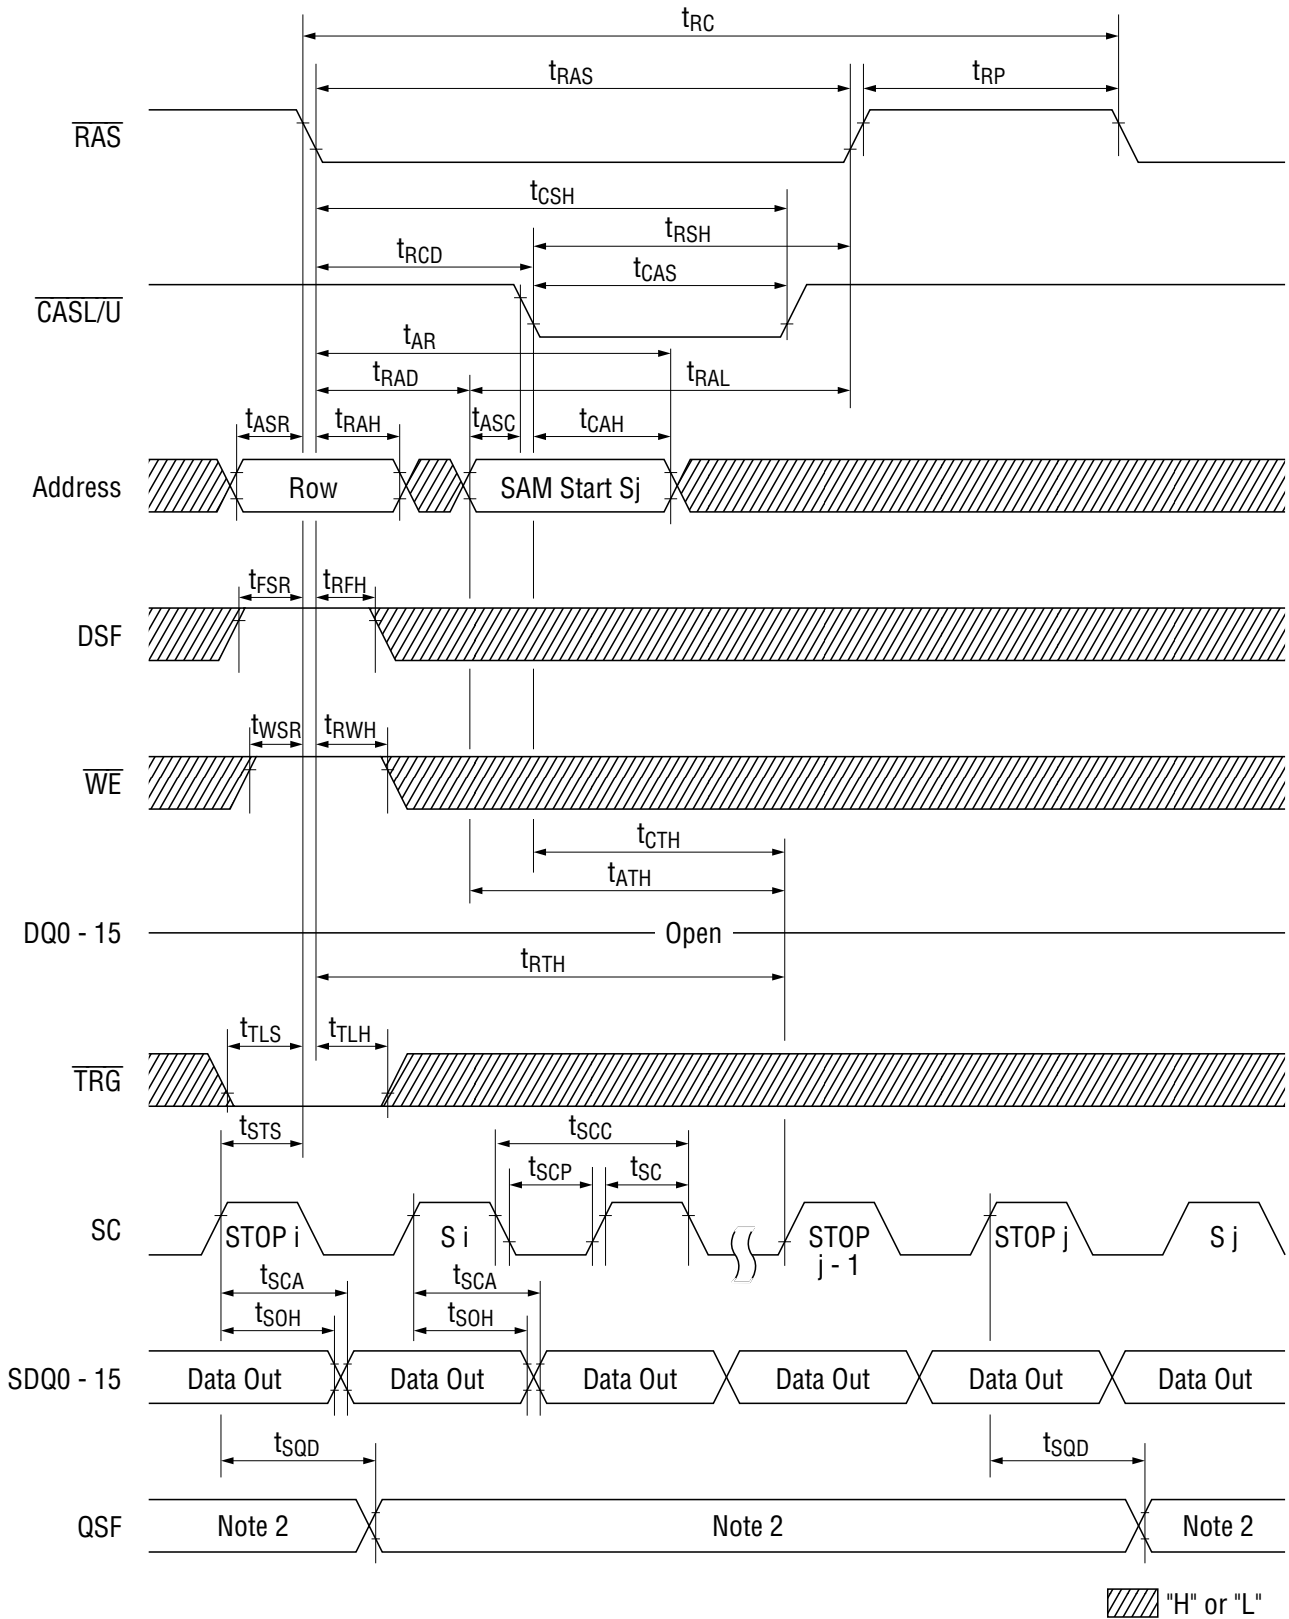 tRC
tRAS
tRP
RAS
tCSH
tRSH
tRCD
tCAS
CASL/U
tAR
tRAD
tRAL
tASR
tRAH
tASC
tCAH
Address
Row
SAM Start Sj
tFSR
tRFH
DSF
tWSR
tRWH
WE
tCTH
tATH
DQ0 - 15
Open
tRTH
tTLS
tTLH
TRG
tSTS
tSCC
tSCP
tSC
SC
STOP i
S i
STOP
j - 1
STOP j
S j
tSCA
tSCA
tSOH
tSOH
SDQ0 - 15
Data Out
Data Out
Data Out
Data Out
Data Out
Data Out
tSQD
tSQD
QSF
Note 2
Note 2
Note 2
"H" or "L"